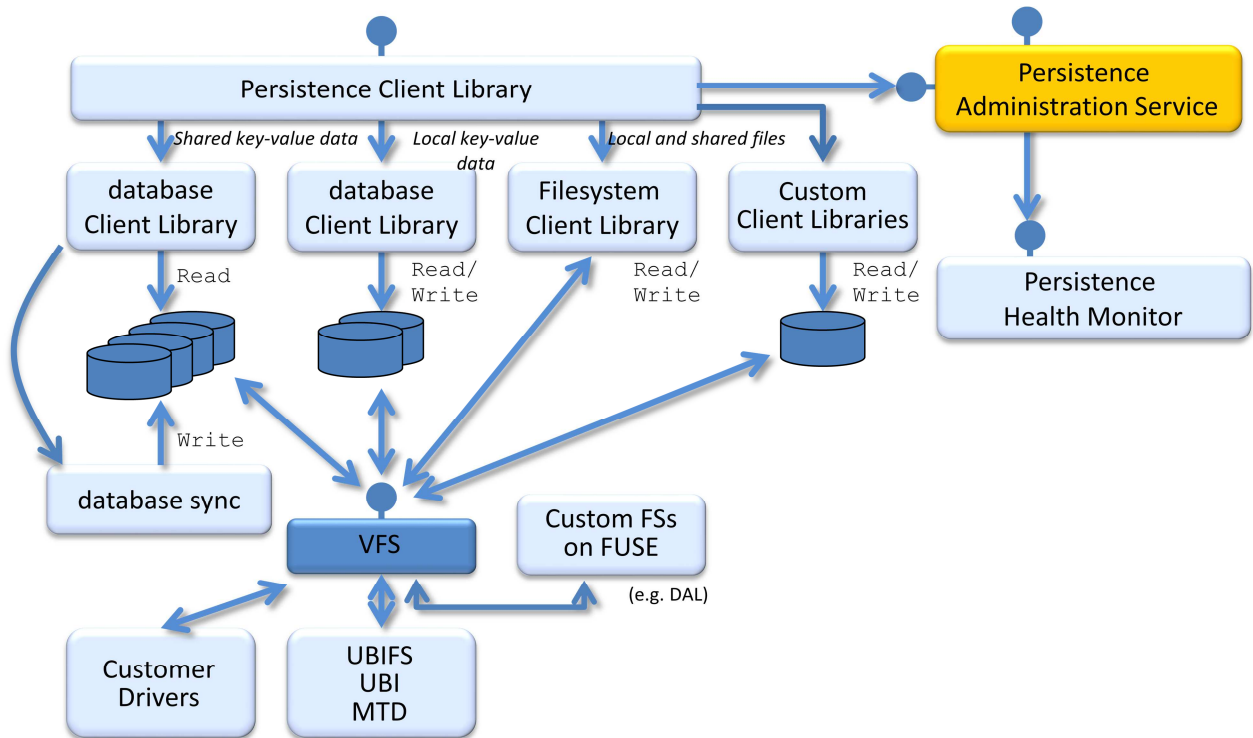 Persistence Client Library
Persistence
Administration Service
Shared key-value data
Local key-value
data
Local and shared files
database
Client Library
database
Client Library
Filesystem
Client Library
Custom
Client Libraries
Read
Read/
Write
Read/
Write
Read/
Write
Persistence
Health Monitor
Write
database sync
VFS
Custom FSs
on FUSE
(e.g. DAL)
Customer
Drivers
UBIFS
UBI
MTD